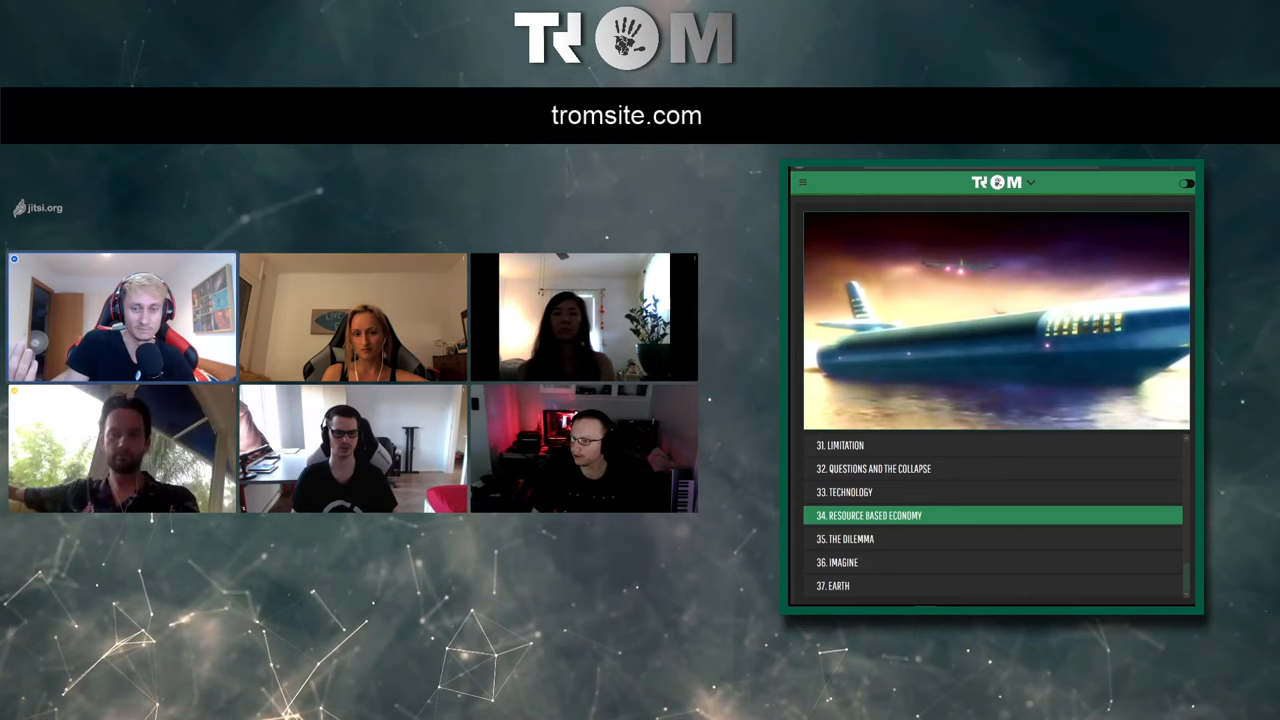 TROM
tromsite.com
jitsi.org
TROM
LIVE
31. LIMITATION
32. QUESTIONS AND THE COLLAPSE
33. TECHNOLOGY
34. RESOURCE BASED ECONOMY
35. THE DILEMMA
36. IMAGINE
37. EARTH